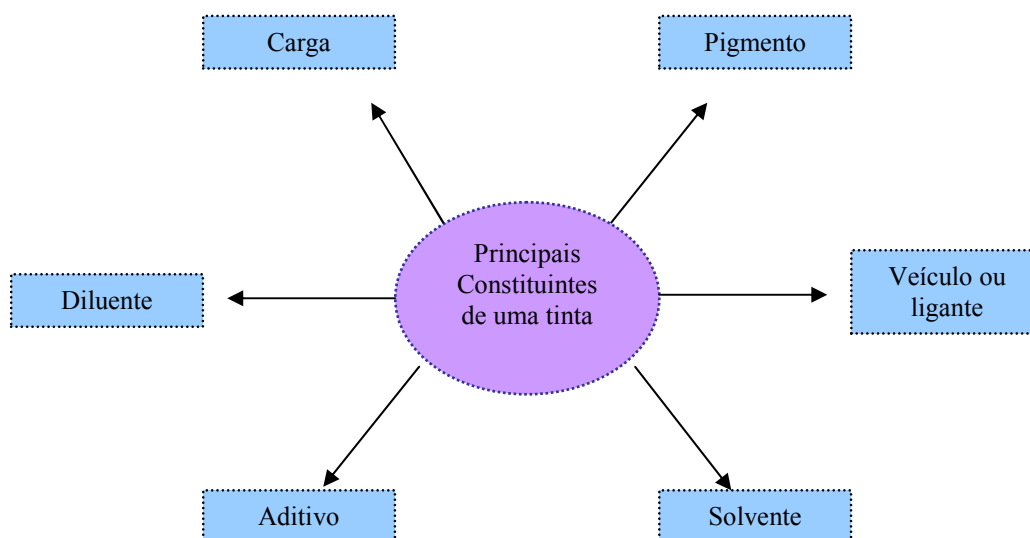 Carga
Pigmento
Principais
Constituintes
de uma tinta
Diluente
Veículo ou
ligante
Aditivo
Solvente